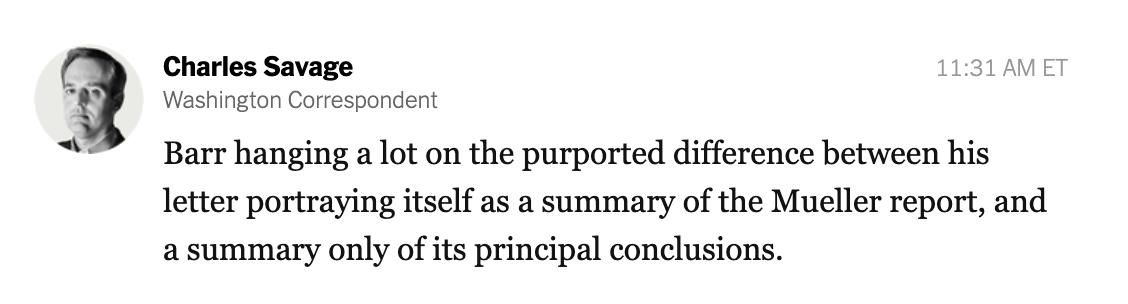 Charles Savage
11:31 AM ET
Washington Correspondent
Barr hanging a lot on the purported difference between his
letter portraying itself as a summary of the Mueller report, and
a summary only of its principal conclusions.